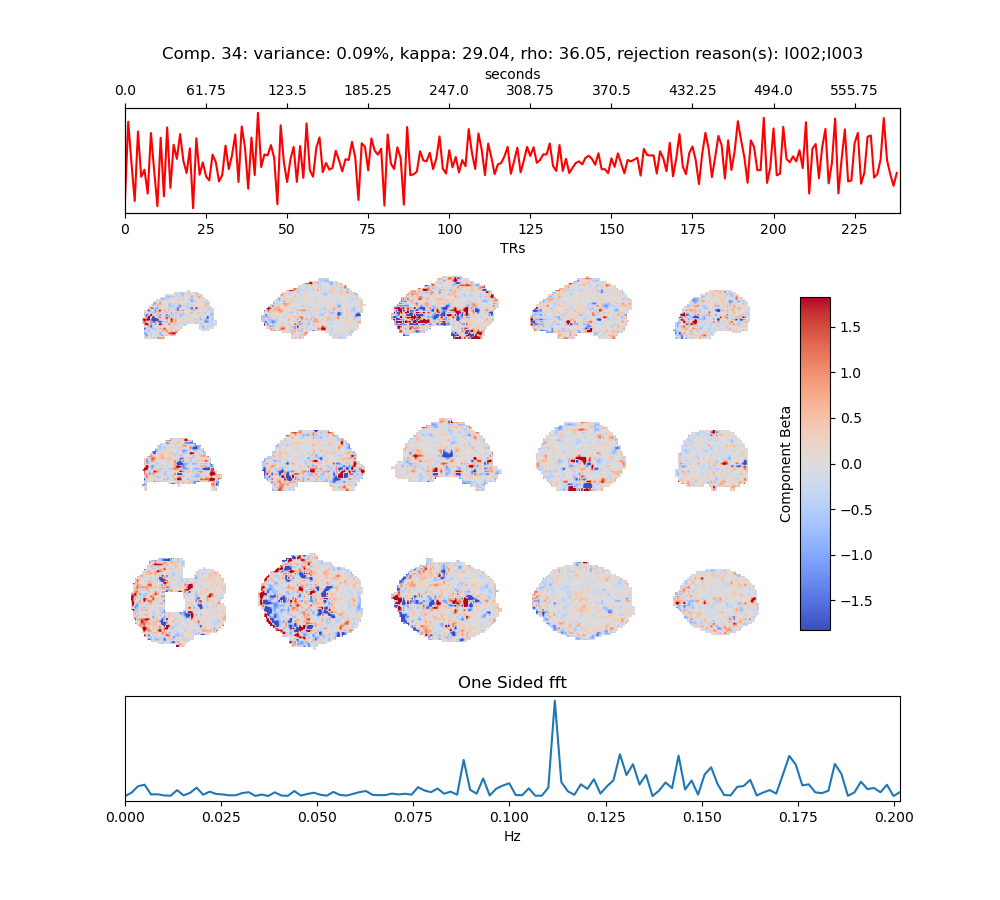 Comp. 34: variance: 0.09%, kappa: 29.04, rho: 36.05, rejection reason(s): I002;I003
seconds
0.0 61.75 123.5 185.25 247.0 308.75 370.5 432.25 494.0 555.75
0 25 50 75 100 125 150 175 200 225
TRs
1.5
1.0
0.5
0.0
−0.5
−1.0
−1.5
Component Beta
One Sided fft
0.000 0.025 0.050 0.075 0.100 0.125 0.150 0.175 0.200
Hz